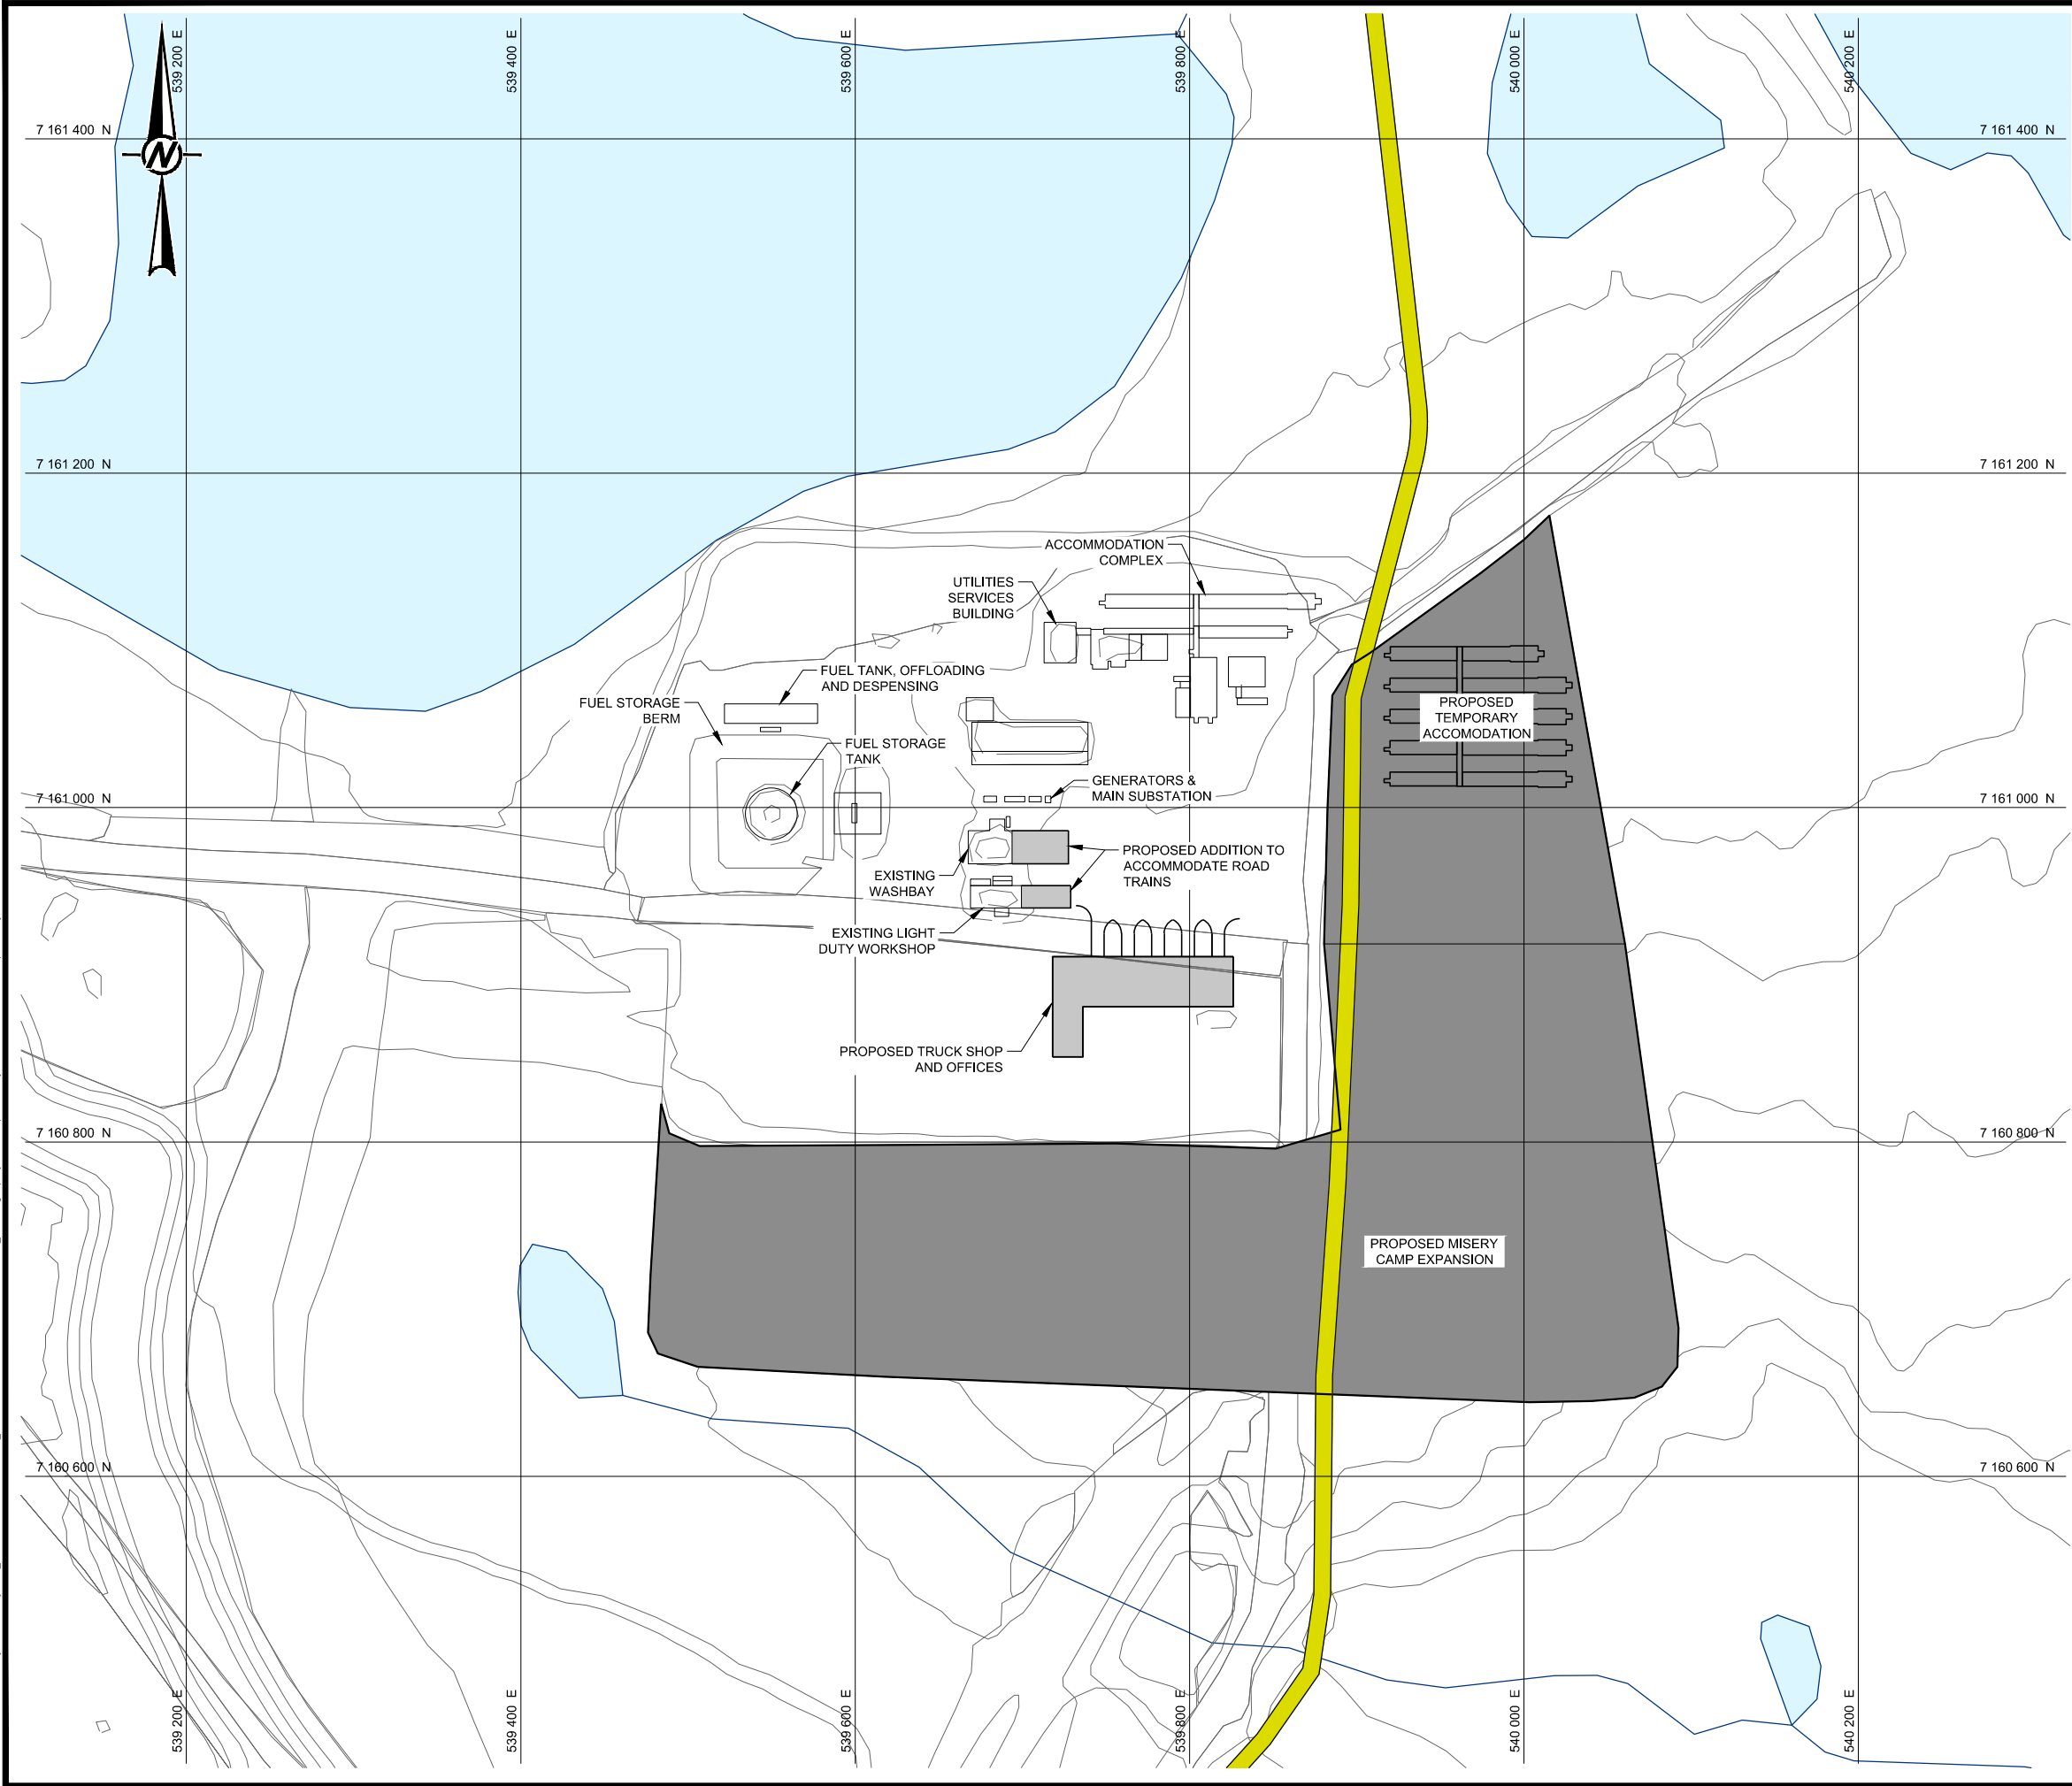 539 200 E
539 400 E
539 600 E
539 800 E
540 000 E
540 200 E
7 161 400 N
7 161 400 N
N
7 161 200 N
7 161 200 N
ACCOMMODATION
COMPLEX
UTILITIES
SERVICES
BUILDING
FUEL TANK, OFFLOADING
AND DESPENSING
FUEL STORAGE
BERM
PROPOSED
TEMPORARY
ACCOMODATION
FUEL STORAGE
TANK
GENERATORS &
MAIN SUBSTATION
7 161 000 N
7 161 000 N
PROPOSED ADDITION TO
ACCOMMODATE ROAD
TRAINS
EXISTING
WASHBAY
EXISTING LIGHT
DUTY WORKSHOP
PROPOSED TRUCK SHOP
AND OFFICES
7 160 800 N
7 160 800 N
PROPOSED MISERY
CAMP EXPANSION
7 160 600 N
7 160 600 N
539 200 E
539 400 E
539 600 E
539 800 E
540 000 E
540 200 E